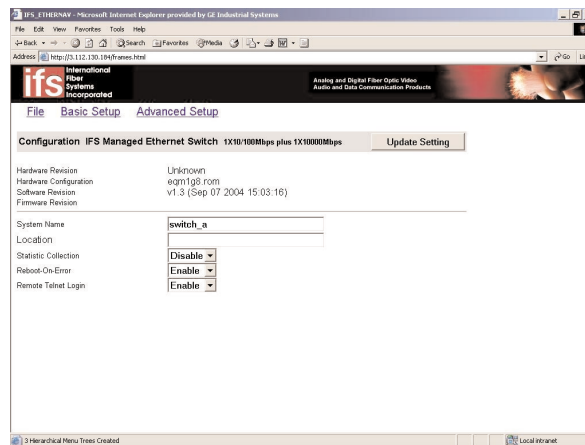 IFS_ETHERNAV - Microsoft Internet Explorer provided by GE Industrial Systems
File Edit View Favorites Tools Help
Back Search Favorites Media
Address http://3.112.130.184/frames.html Go
ifs International Fiber Systems Incorporated
Analog and Digital Fiber Optic Video
Audio and Data Communication Products
File Basic Setup Advanced Setup
Configuration IFS Managed Ethernet Switch 1X10/100Mbps plus 1X10000Mbps Update Setting
Hardware Revision Unknown
Hardware Configuration eqm1g8.rom
Software Revision v1.3 (Sep 07 2004 15:03:16)
Firmware Revision
System Name switch_a
Location
Statistic Collection Disable
Reboot-On-Error Enable
Remote Telnet Login Enable
3 Hierarchical Menu Trees Created Local intranet